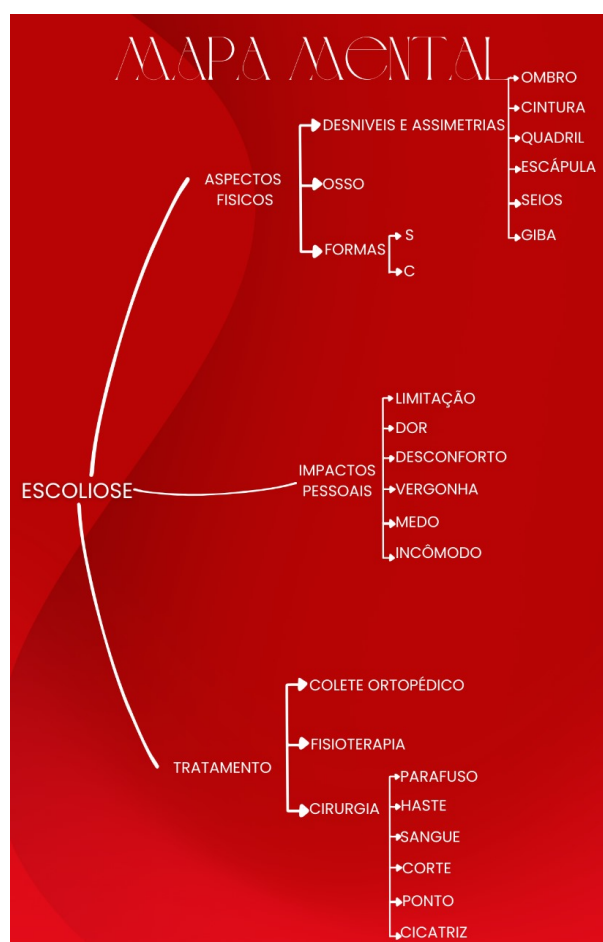 MAPA MENTAL
ESCOLIOSE
ASPECTOS
FISICOS
DESNIVEIS E ASSIMETRIAS
OMBRO
CINTURA
QUADRIL
ESCÁPULA
SEIOS
GIBA
OSSO
FORMAS
S
C
IMPACTOS
PESSOAIS
LIMITAÇÃO
DOR
DESCONFORTO
VERGONHA
MEDO
INCÔMODO
TRATAMENTO
COLETE ORTOPÉDICO
FISIOTERAPIA
CIRURGIA
PARAFUSO
HASTE
SANGUE
CORTE
PONTO
CICATRIZ